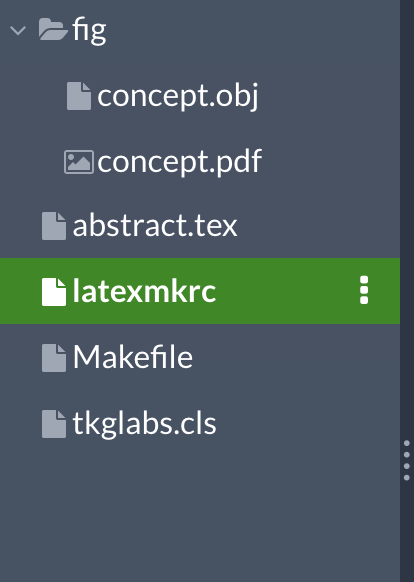 fig
concept.obj
concept.pdf
abstract.tex
latexmkrc
Makefile
tkglabs.cls